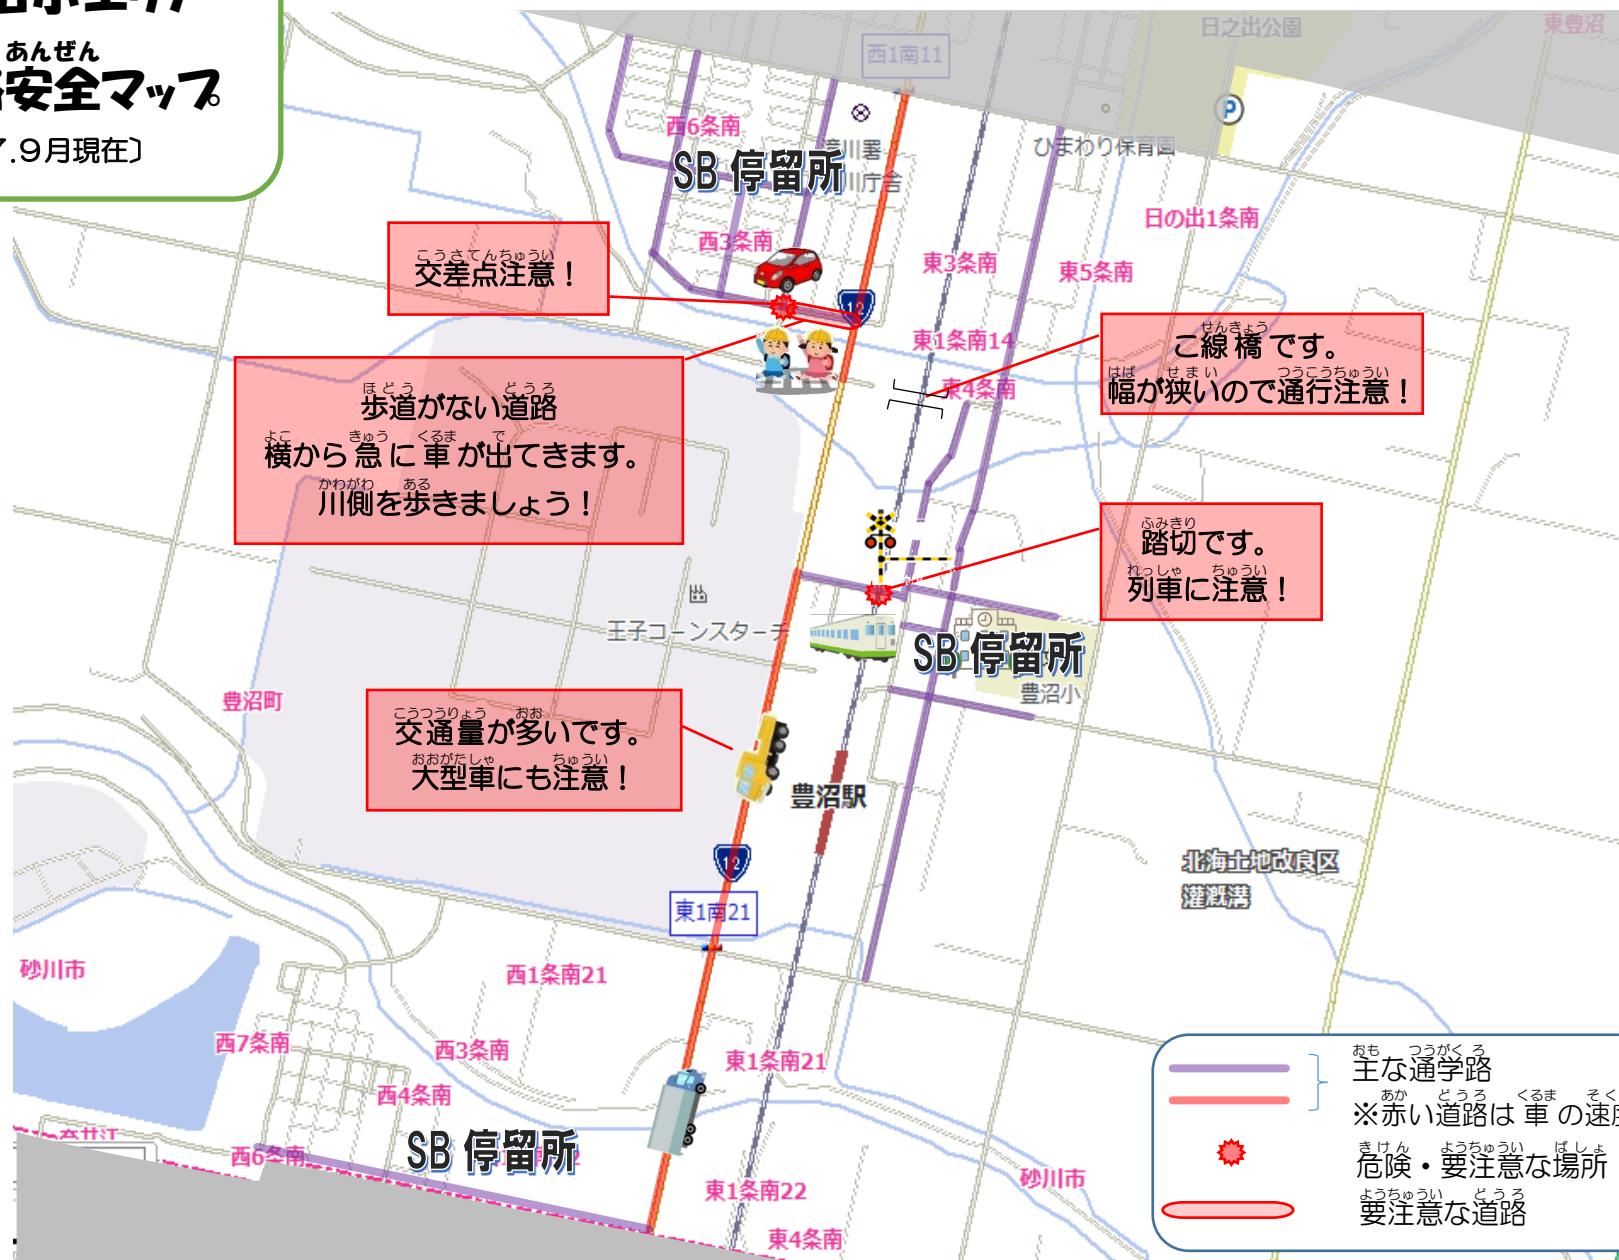 あんぜん
安全マップ
.9月現在〕
西1南11
日之出公園
東豊沼
P
西6条南
ひまわり保育園
SB 停留所
川庁舎
日の出1条南
西3条南
東3条南
東5条南
こうさてんちゅうい
交差点注意！
12
東1条南14
東4条南
せんきょう
こ線橋です。
はば せまい つうこうちゅうい
幅が狭いので通行注意！
ほどう どうろ
歩道がない道路
よこ きゅう くるま で
横から急に車が出てきます。
かわがわ ある
川側を歩きましょう！
ふみきり
踏切です。
れっしゃ ちゅうい
列車に注意！
王子コーンスターチ
SB 停留所
豊沼小
豊沼町
こうつうりょう おお
交通量が多いです。
おおがたしゃ ちゅうい
大型車にも注意！
豊沼駅
12
東1南21
北海土地改良区
灌漑溝
砂川市
西1条南21
西7条南
西3条南
東1条南21
西4条南
SB 停留所
西6条南
東1条南22
砂川市
東4条南
おも つうがくろ
主な通学路
あか どうろ くるま そく
※赤い道路は車の速度
きけん ようちゅうい ばしょ
危険・要注意な場所
ようちゅうい どうろ
要注意な道路